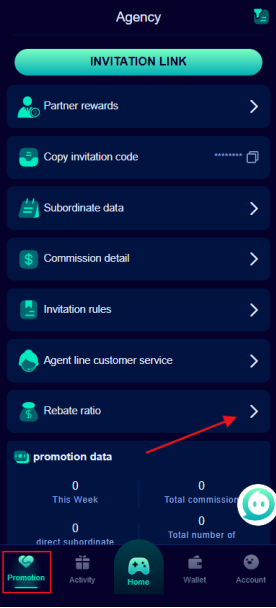 Agency
INVITATION LINK
Partner rewards
Copy invitation code
********
Subordinate data
Commission detail
Invitation rules
Agent line customer service
Rebate ratio
promotion data
0
This Week
0
Total commission
0
direct subordinate
0
Total number of
Promotion
Activity
Home
Wallet
Account